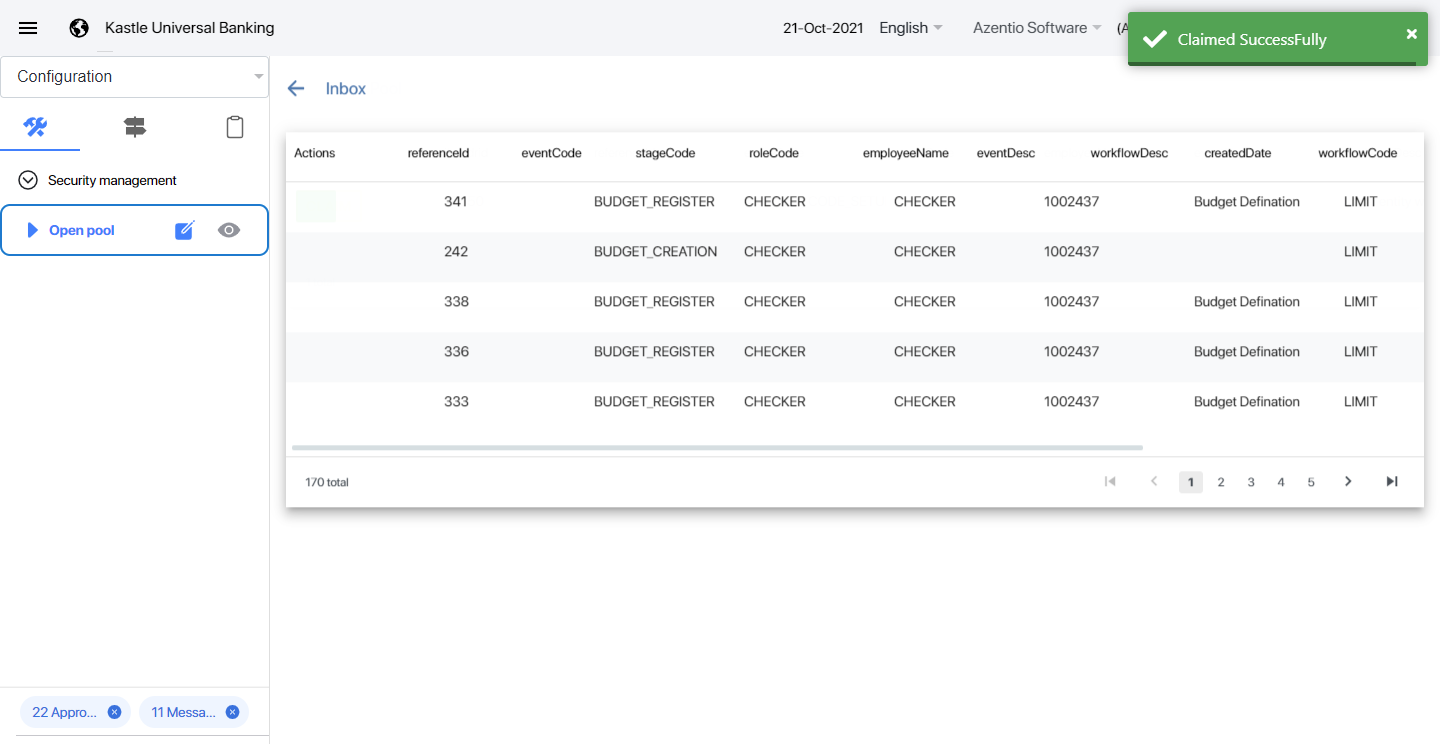 Kastle Universal Banking
21-Oct-2021 English Azentio Software (A
Claimed SuccessFully
Configuration
Inbox
Security management
Open pool
Actions referenceId eventCode stageCode roleCode employeeName eventDesc workflowDesc createdDate workflowCode
341 BUDGET_REGISTER CHECKER CHECKER 1002437 Budget Defination LIMIT
242 BUDGET_CREATION CHECKER CHECKER 1002437 LIMIT
338 BUDGET_REGISTER CHECKER CHECKER 1002437 Budget Defination LIMIT
336 BUDGET_REGISTER CHECKER CHECKER 1002437 Budget Defination LIMIT
333 BUDGET_REGISTER CHECKER CHECKER 1002437 Budget Defination LIMIT
170 total 1 2 3 4 5
22 Appro... 11 Messa...